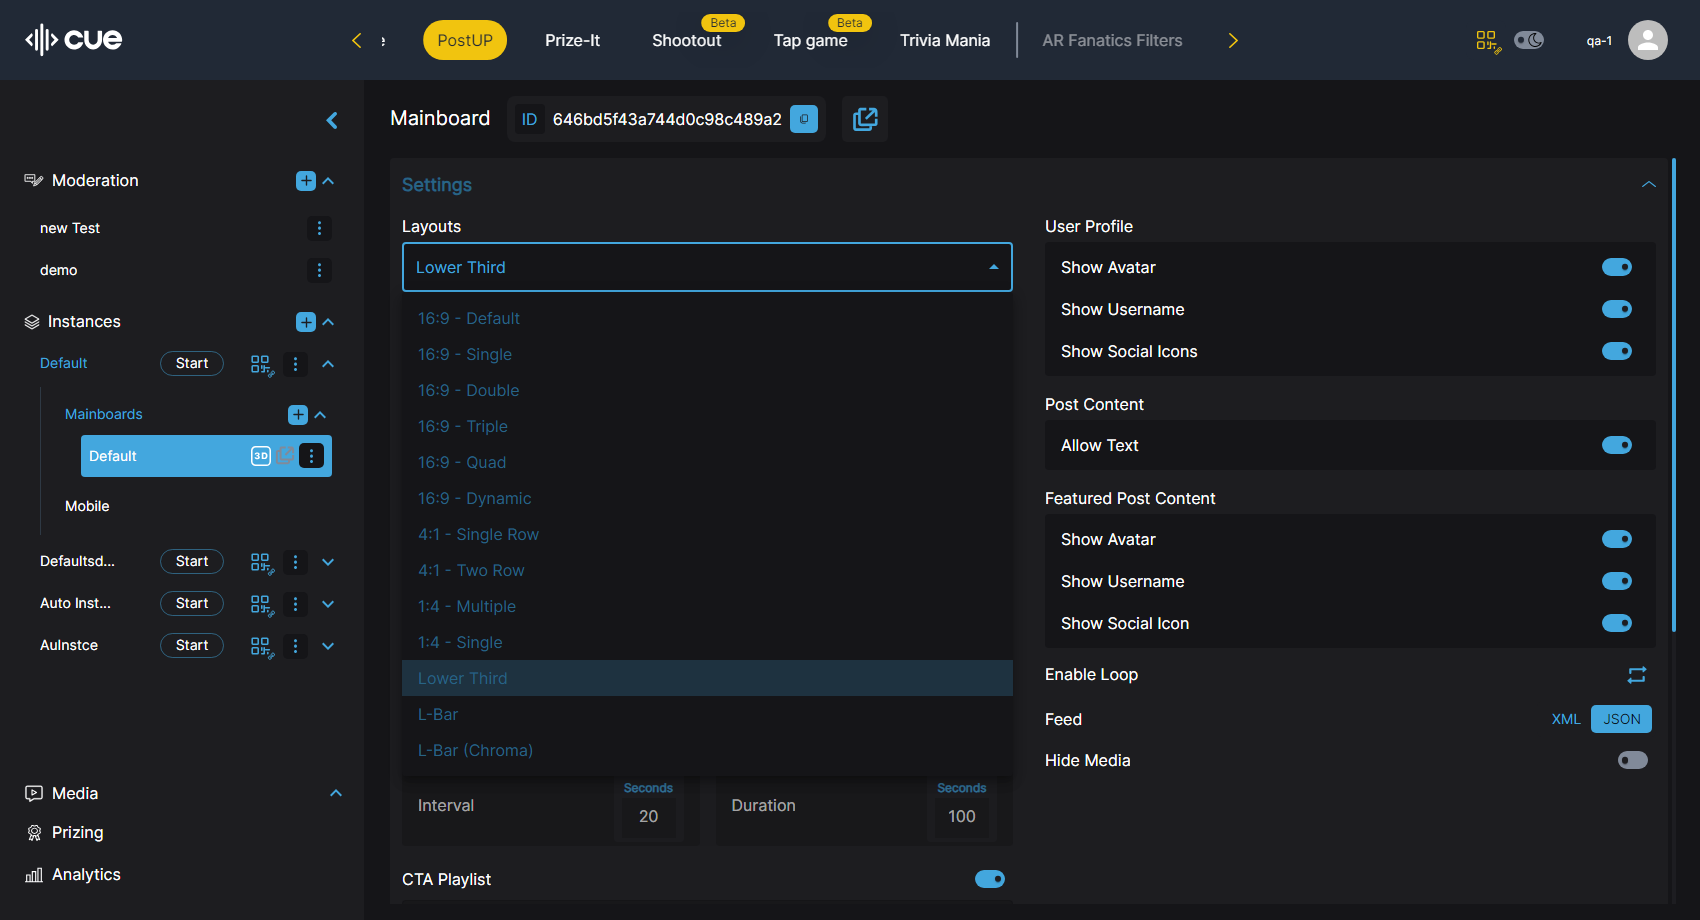 cue
PostUP
Prize-It
Shootout
Beta
Tap game
Beta
Trivia Mania
AR Fanatics Filters
qa-1
Moderation
new Test
demo
Instances
Default
Start
Mainboards
Default
3D
Mobile
Defaultsd...
Start
Auto Inst...
Start
AuInstce
Start
Media
Prizing
Analytics
Mainboard
ID
646bd5f43a744d0c98c489a2
Settings
Layouts
Lower Third
16:9 - Default
16:9 - Single
16:9 - Double
16:9 - Triple
16:9 - Quad
16:9 - Dynamic
4:1 - Single Row
4:1 - Two Row
1:4 - Multiple
1:4 - Single
Lower Third
L-Bar
L-Bar (Chroma)
Interval
Seconds
20
Duration
Seconds
100
CTA Playlist
User Profile
Show Avatar
Show Username
Show Social Icons
Post Content
Allow Text
Featured Post Content
Show Avatar
Show Username
Show Social Icon
Enable Loop
Feed
XML
JSON
Hide Media